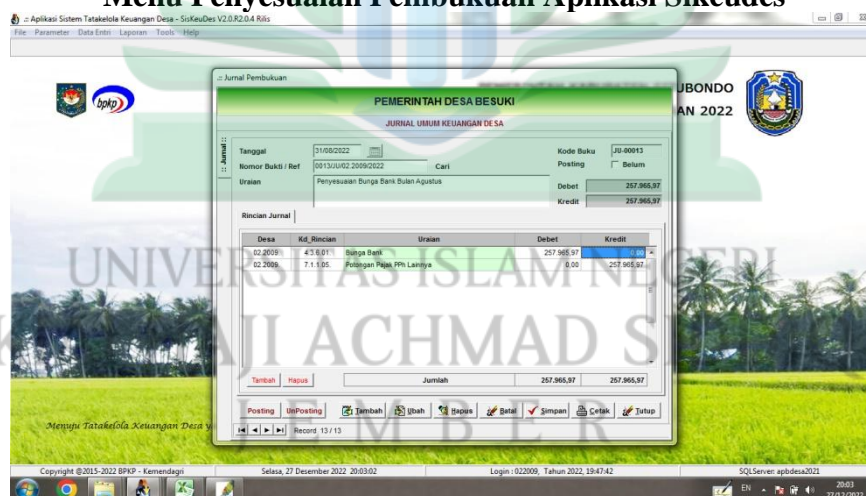 Menu Penyesuaian Pembukuan Aplikasi Sikeudes
.:: Aplikasi Sistem Tatakelola Keuangan Desa - SisKeuDes V2.0.R2.0.4 Rilis
File Parameter Data Entri Laporan Tools Help
bpkp
UBONDO
AN 2022
.:: Jurnal Pembukuan
PEMERINTAH DESA BESUKI
JURNAL UMUM KEUANGAN DESA
:: Jurnal ::
Tanggal 31/08/2022 Kode Buku JU-00013
Nomor Bukti / Ref 0013/JU/02.2009/2022 Cari Posting Belum
Uraian Penyesuaian Bunga Bank Bulan Agustus
Debet 257.965,97
Kredit 257.965,97
Rincian Jurnal
Desa Kd_Rincian Uraian Debet Kredit
02.2009. 4.3.6.01. Bunga Bank 257.965,97 0,00
02.2009. 7.1.1.05. Potongan Pajak PPh Lainnya 0,00 257.965,97
UNIVERSITAS ISLAM NEGERI
AJI ACHMAD S
JEMBER
Tambah Hapus Jumlah 257.965,97 257.965,97
Posting UnPosting Tambah Ubah Hapus Batal Simpan Cetak Tutup
Record 13 / 13
Menuju Tatakelola Keuangan Desa y
Copyright @2015-2022 BPKP - Kemendagri Selasa, 27 Desember 2022 20:03:02 Login : 022009, Tahun 2022, 19:47:42 SQLServer: apbdesa2021
EN 20:03
27/12/2022